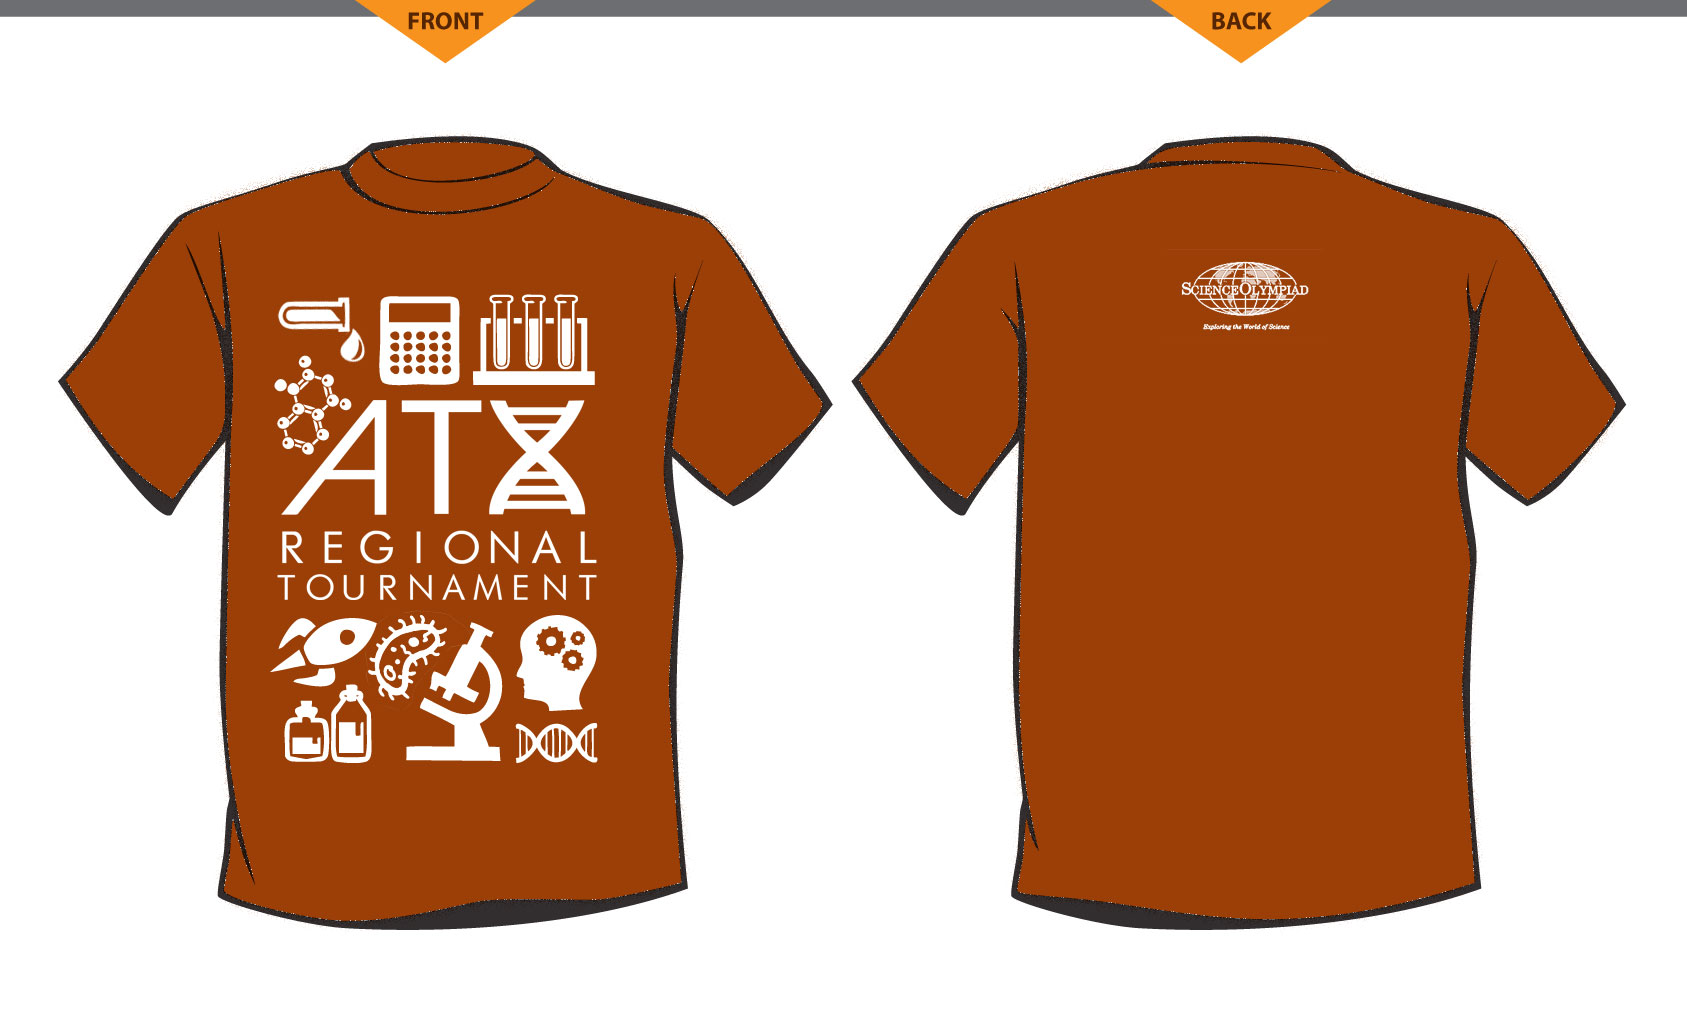 FRONT
BACK
ATX
REGIONAL
TOURNAMENT
SCIENCE OLYMPIAD
Exploring the World of Science